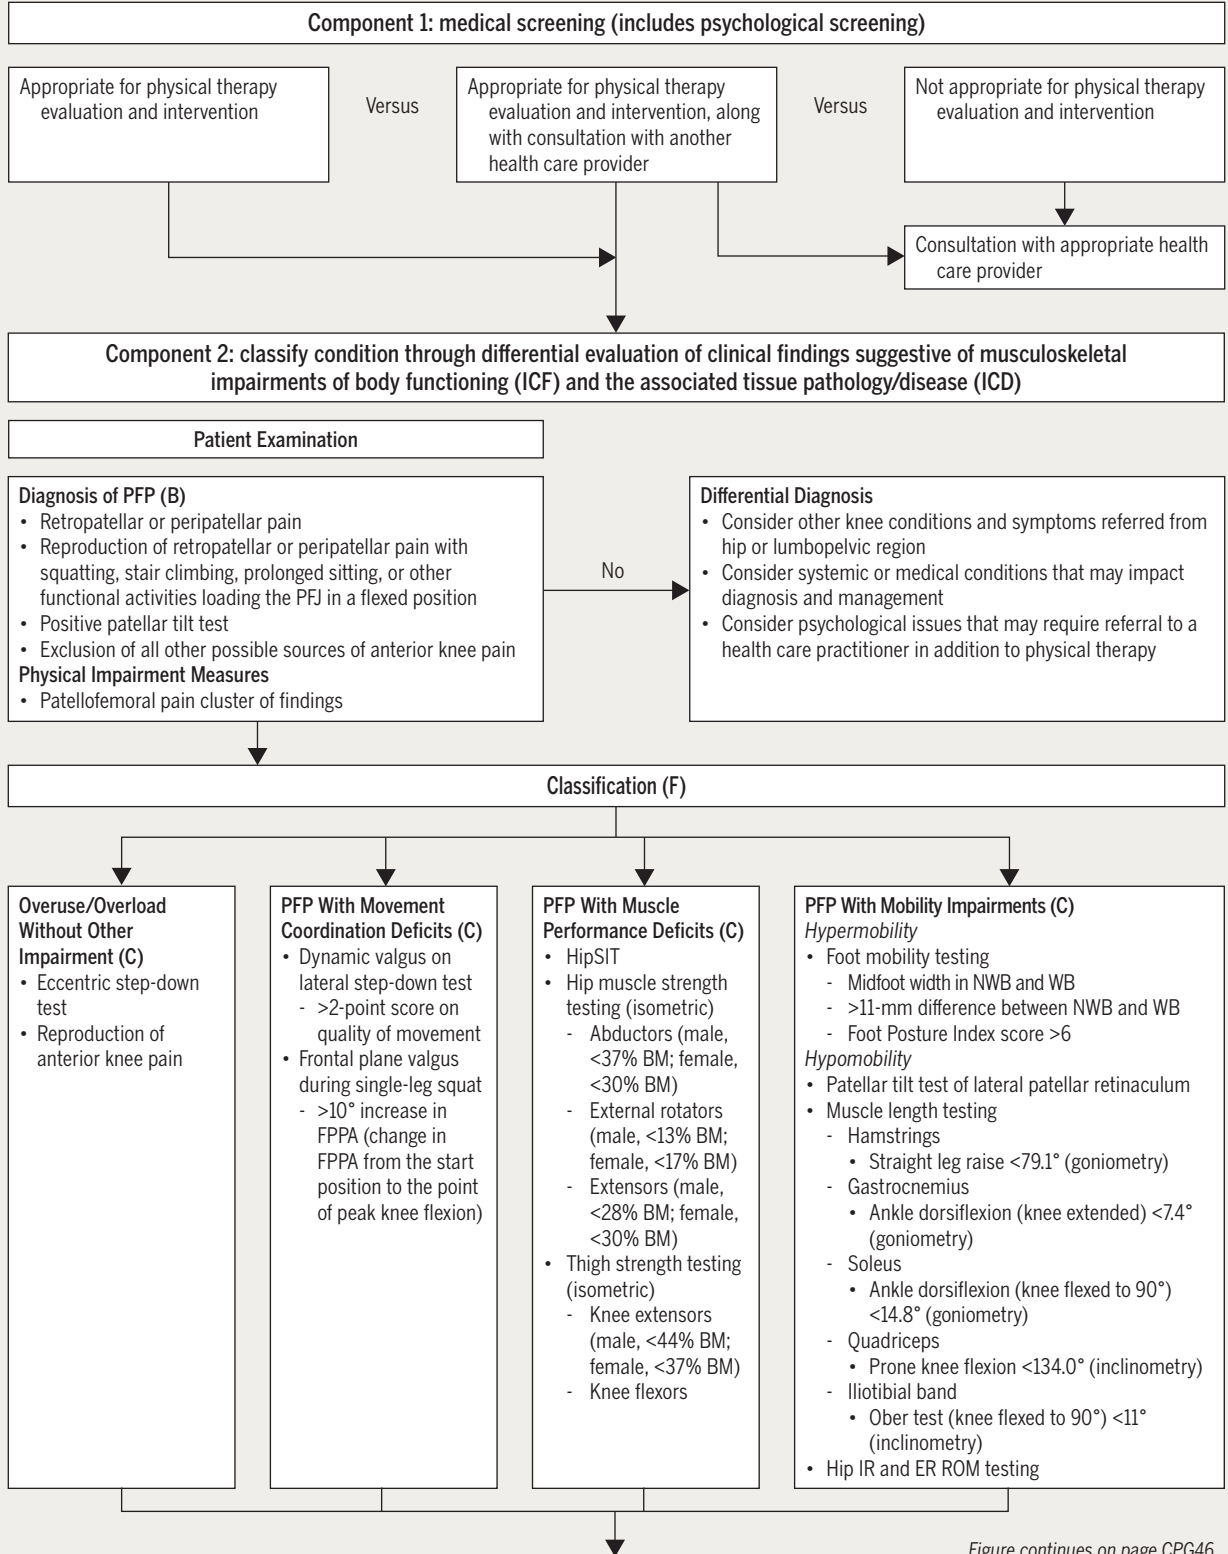 Component 1: medical screening (includes psychological screening)
Appropriate for physical therapy
evaluation and intervention
Versus
Appropriate for physical therapy
evaluation and intervention, along
with consultation with another
health care provider
Versus
Not appropriate for physical therapy
evaluation and intervention
Consultation with appropriate health
care provider
Component 2: classify condition through differential evaluation of clinical findings suggestive of musculoskeletal
impairments of body functioning (ICF) and the associated tissue pathology/disease (ICD)
Patient Examination
Diagnosis of PFP (B)
• Retropatellar or peripatellar pain
• Reproduction of retropatellar or peripatellar pain with
squatting, stair climbing, prolonged sitting, or other
functional activities loading the PFJ in a flexed position
• Positive patellar tilt test
• Exclusion of all other possible sources of anterior knee pain
Physical Impairment Measures
• Patellofemoral pain cluster of findings
No
Differential Diagnosis
• Consider other knee conditions and symptoms referred from
hip or lumbopelvic region
• Consider systemic or medical conditions that may impact
diagnosis and management
• Consider psychological issues that may require referral to a
health care practitioner in addition to physical therapy
Classification (F)
Overuse/Overload
Without Other
Impairment (C)
• Eccentric step-down
test
• Reproduction of
anterior knee pain
PFP With Movement
Coordination Deficits (C)
• Dynamic valgus on
lateral step-down test
- >2-point score on
quality of movement
• Frontal plane valgus
during single-leg squat
- >10° increase in
FPPA (change in
FPPA from the start
position to the point
of peak knee flexion)
PFP With Muscle
Performance Deficits (C)
• HipSIT
• Hip muscle strength
testing (isometric)
- Abductors (male,
<37% BM; female,
<30% BM)
- External rotators
(male, <13% BM;
female, <17% BM)
- Extensors (male,
<28% BM; female,
<30% BM)
• Thigh strength testing
(isometric)
- Knee extensors
(male, <44% BM;
female, <37% BM)
- Knee flexors
PFP With Mobility Impairments (C)
Hypermobility
• Foot mobility testing
- Midfoot width in NWB and WB
- >11-mm difference between NWB and WB
- Foot Posture Index score >6
Hypomobility
• Patellar tilt test of lateral patellar retinaculum
• Muscle length testing
- Hamstrings
• Straight leg raise <79.1° (goniometry)
- Gastrocnemius
• Ankle dorsiflexion (knee extended) <7.4°
(goniometry)
- Soleus
• Ankle dorsiflexion (knee flexed to 90°)
<14.8° (goniometry)
- Quadriceps
• Prone knee flexion <134.0° (inclinometry)
- Iliotibial band
• Ober test (knee flexed to 90°) <11°
(inclinometry)
• Hip IR and ER ROM testing
Figure continues on page CPG46.